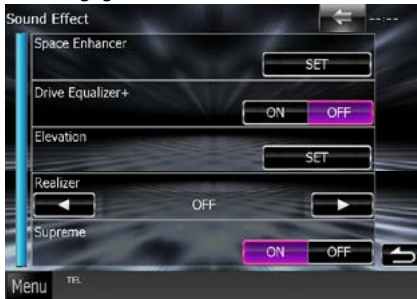 Sound Effect
--:--
Space Enhancer
SET
Drive Equalizer+
ON OFF
Elevation
SET
Realizer
OFF
Supreme
ON OFF
Menu TEL